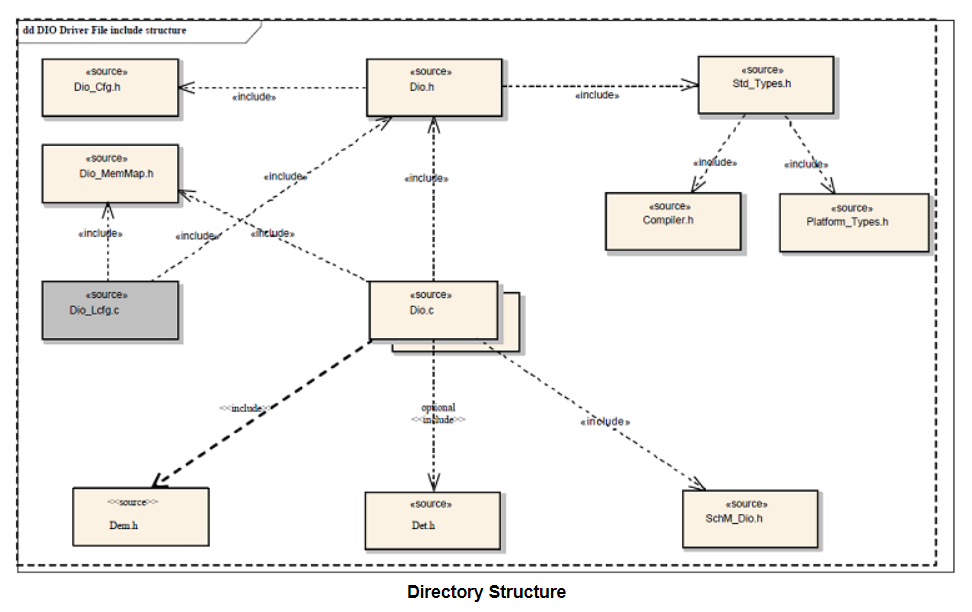 dd DIO Driver File include structure
«source»
Dio_Cfg.h
«include»
«source»
Dio.h
«include»
«source»
Std_Types.h
«source»
Dio_MemMap.h
«include»
«include»
«include»
«include»
«source»
Compiler.h
«source»
Platform_Types.h
«include»
«include»
«include»
«source»
Dio_Lcfg.c
«source»
Dio.c
<<include>>
optional
<<include>>
«include»
<<source>>
Dem.h
«source»
Det.h
«source»
SchM_Dio.h
Directory Structure